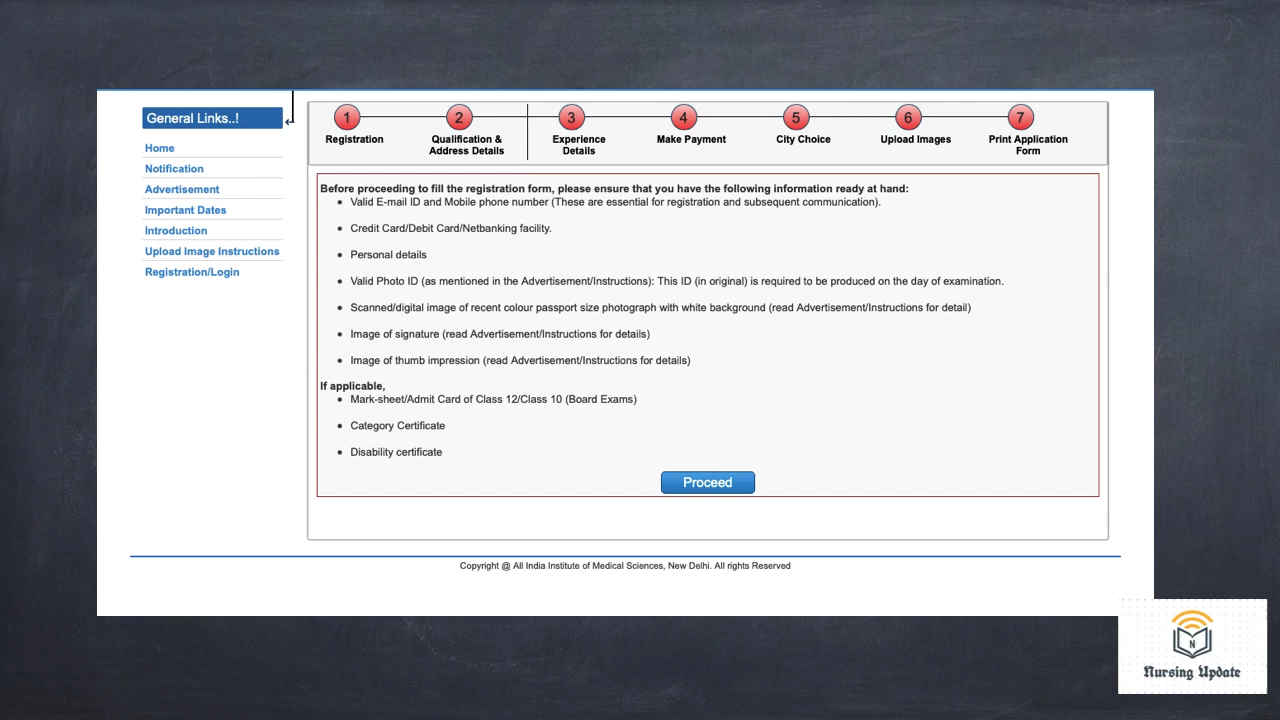 General Links..!
Home
Notification
Advertisement
Important Dates
Introduction
Upload Image Instructions
Registration/Login
1
2
3
4
5
6
7
Registration
Qualification &
Address Details
Experience
Details
Make Payment
City Choice
Upload Images
Print Application
Form
Before proceeding to fill the registration form, please ensure that you have the following information ready at hand:
• Valid E-mail ID and Mobile phone number (These are essential for registration and subsequent communication).
• Credit Card/Debit Card/Netbanking facility.
• Personal details
• Valid Photo ID (as mentioned in the Advertisement/Instructions): This ID (in original) is required to be produced on the day of examination.
• Scanned/digital image of recent colour passport size photograph with white background (read Advertisement/Instructions for detail)
• Image of signature (read Advertisement/Instructions for details)
• Image of thumb impression (read Advertisement/Instructions for details)
If applicable,
• Mark-sheet/Admit Card of Class 12/Class 10 (Board Exams)
• Category Certificate
• Disability certificate
Proceed
Copyright @ All India Institute of Medical Sciences, New Delhi. All rights Reserved
N
Nursing Update